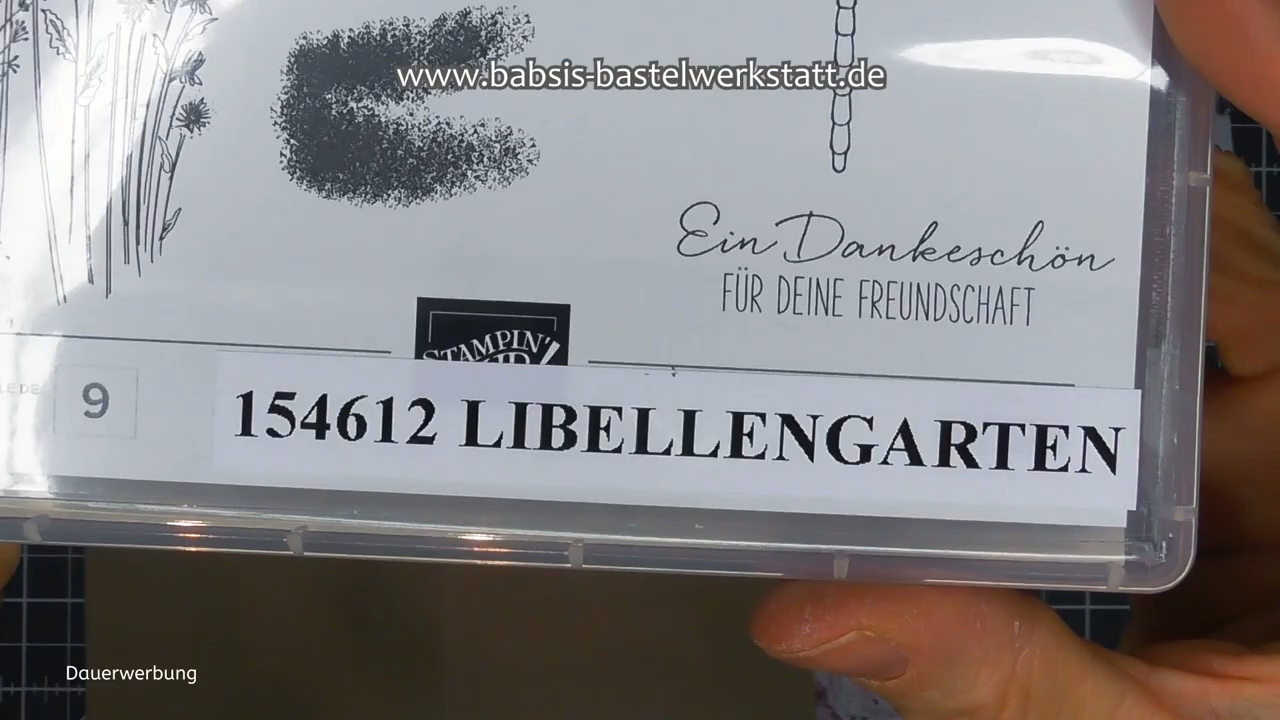 www.babsis-bastelwerkstatt.de
Ein Dankeschön
FÜR DEINE FREUNDSCHAFT
STAMPIN'
9
154612 LIBELLENGARTEN
Dauerwerbung